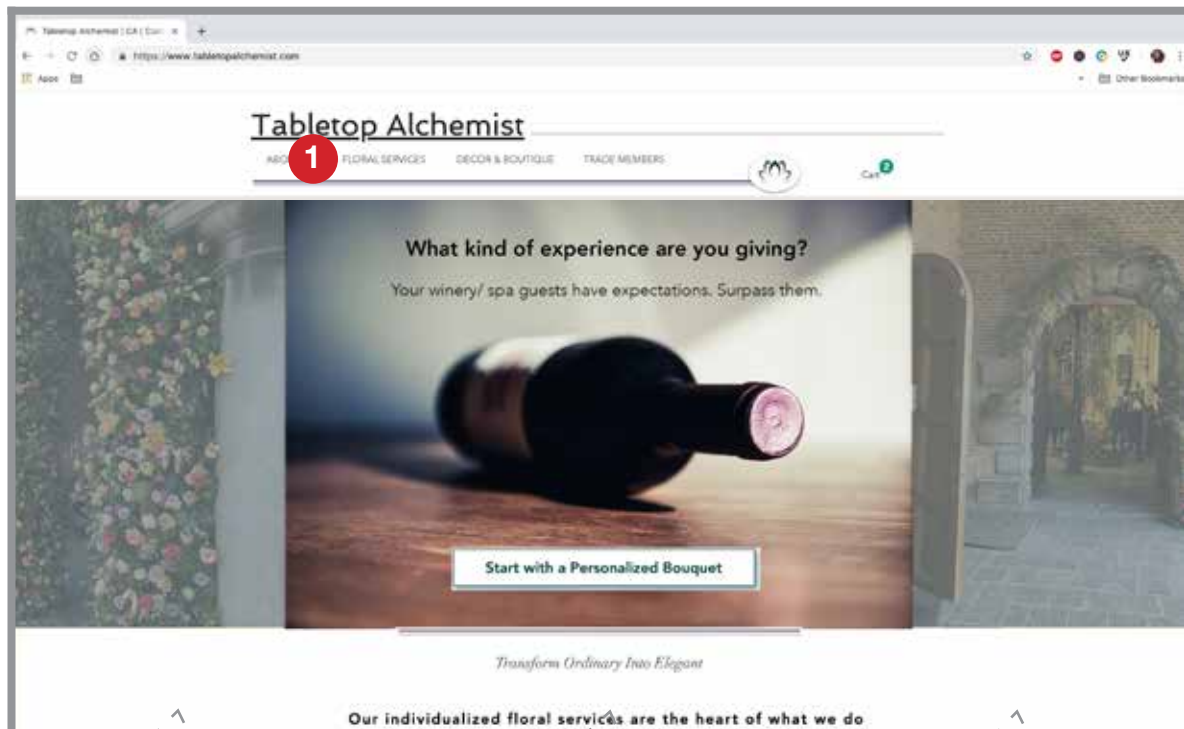 Tabletop Alchemist | CA |
https://www.tabletopalchemist.com
Apps
Other Bookmarks
Tabletop Alchemist
1
FLORAL SERVICES
DECOR & BOUTIQUE
TRADE MEMBERS
Cart
2
What kind of experience are you giving?
Your winery/ spa guests have expectations. Surpass them.
Start with a Personalized Bouquet
Transform Ordinary Into Elegant
Our individualized floral services are the heart of what we do